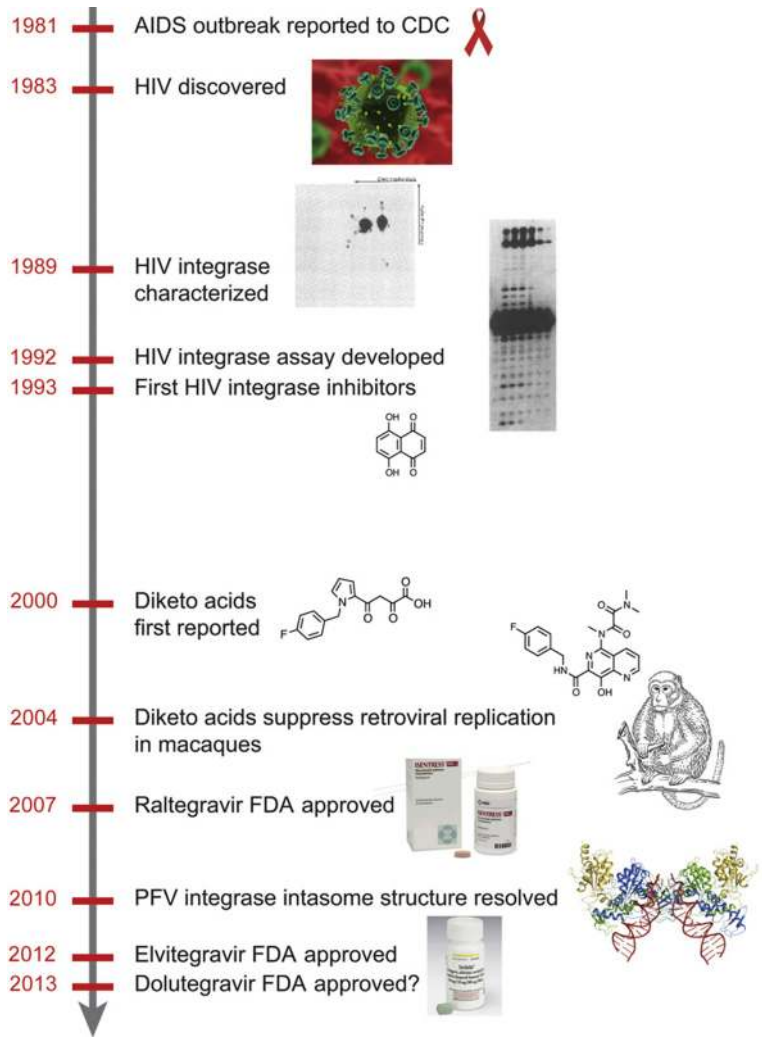 1981
AIDS outbreak reported to CDC
1983
HIV discovered
1989
HIV integrase
characterized
1992
HIV integrase assay developed
1993
First HIV integrase inhibitors
OH O
OH O
2000
Diketo acids
first reported
F
N
O
O
O
OH
N
O
N
O
F
N
NH
O
OH
N
2004
Diketo acids suppress retroviral replication
in macaques
ISENTRESS
ISENTRESS
2007
Raltegravir FDA approved
2010
PFV integrase intasome structure resolved
2012
Elvitegravir FDA approved
2013
Dolutegravir FDA approved?